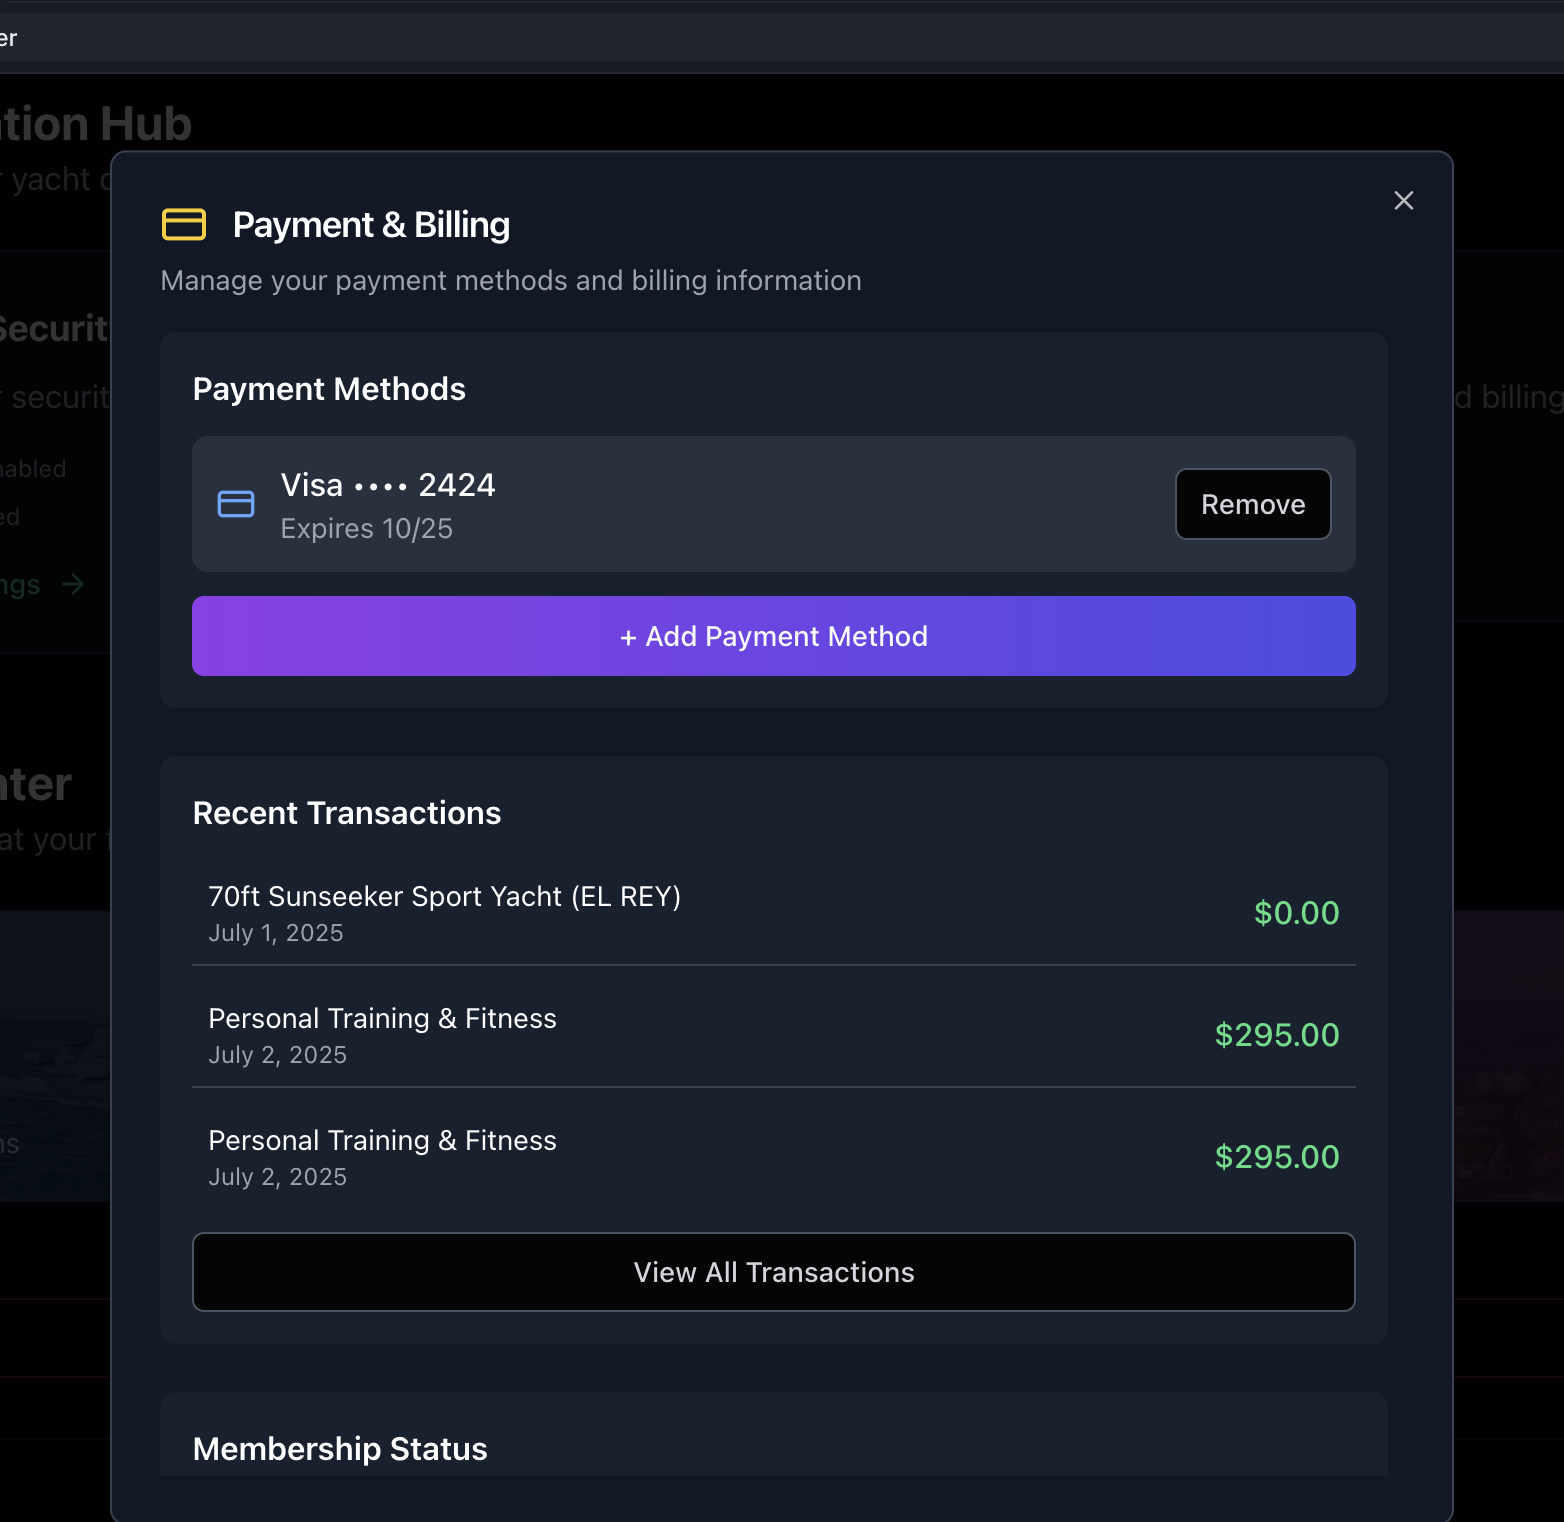 er
tion Hub
r yacht c
Payment & Billing
Manage your payment methods and billing information
Securit
r securit
d billing
nabled
ed
ngs →
Payment Methods
Visa •••• 2424
Expires 10/25
Remove
+ Add Payment Method
nter
at your f
ns
Recent Transactions
70ft Sunseeker Sport Yacht (EL REY)
July 1, 2025
$0.00
Personal Training & Fitness
July 2, 2025
$295.00
Personal Training & Fitness
July 2, 2025
$295.00
View All Transactions
Membership Status